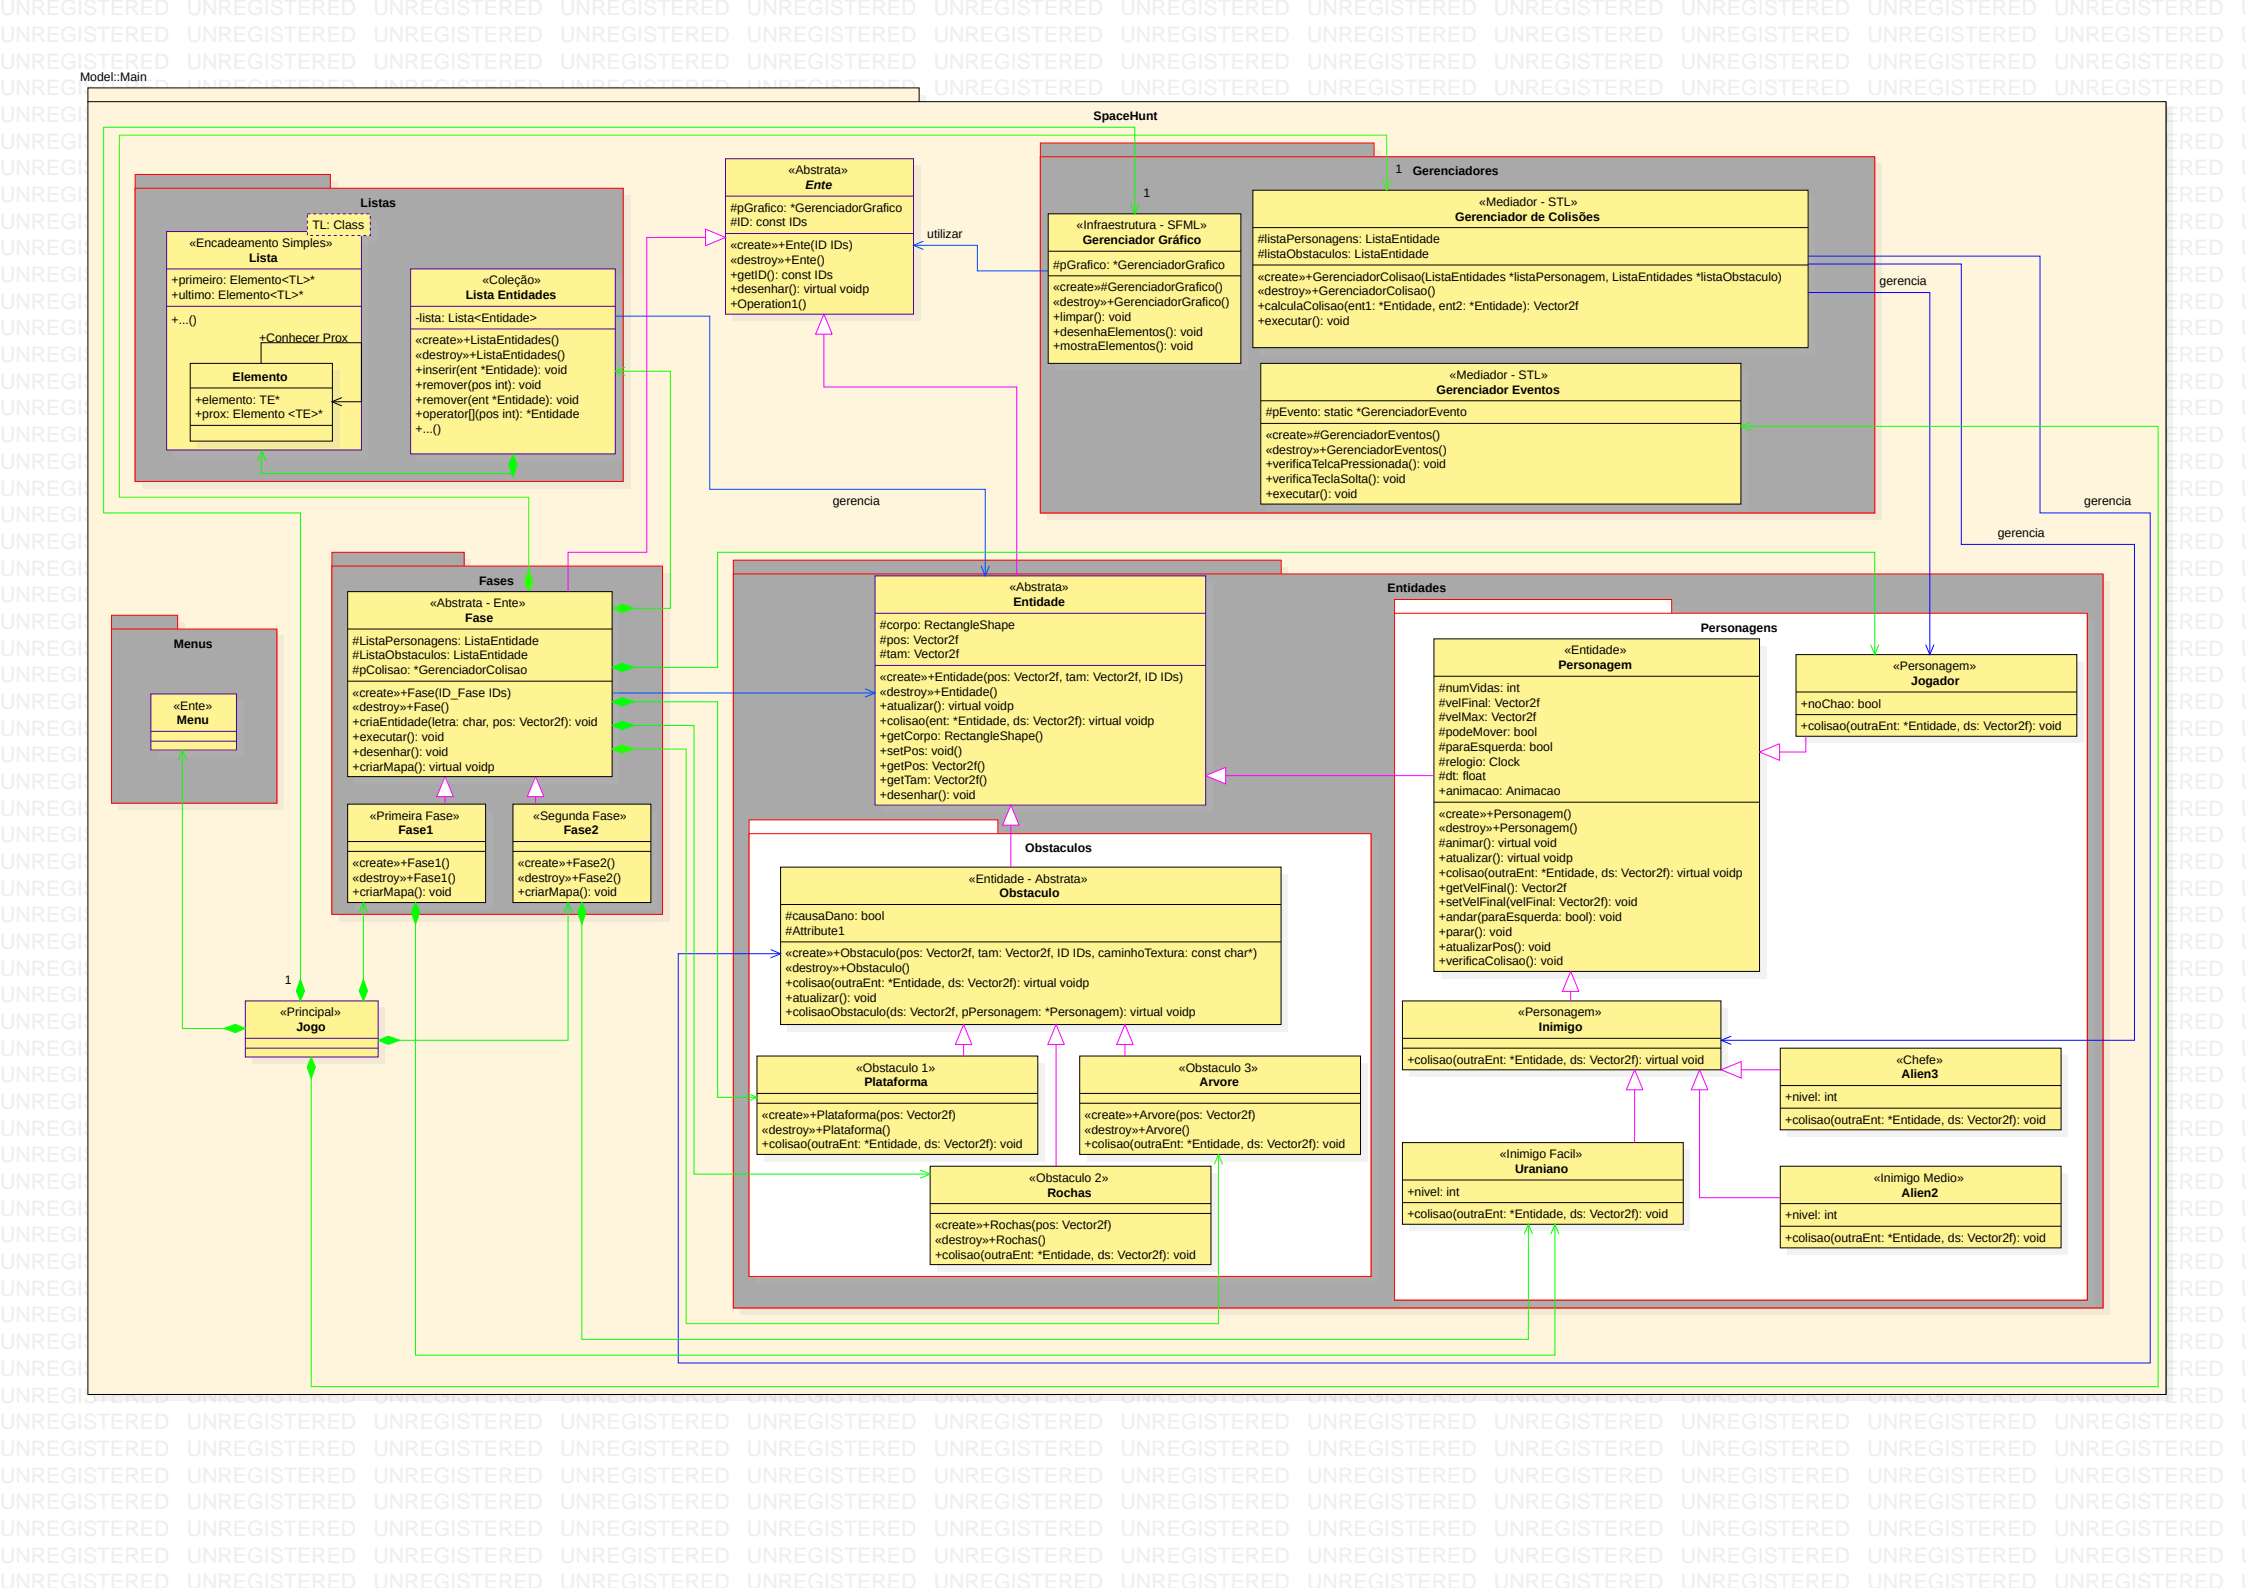 Model::Main
SpaceHunt
Listas
TL: Class
«Encadeamento Simples»
Lista
+primeiro: Elemento<TL>*
+ultimo: Elemento<TL>*
+...()
+Conhecer Prox
Elemento
+elemento: TE*
+prox: Elemento <TE>*
«Coleção»
Lista Entidades
-lista: Lista<Entidade>
«create»+ListaEntidades()
«destroy»+ListaEntidades()
+inserir(ent *Entidade): void
+remover(pos int): void
+remover(ent *Entidade): void
+operator[](pos int): *Entidade
+...()
«Abstrata»
Ente
#pGrafico: *GerenciadorGrafico
#ID: const IDs
«create»+Ente(ID IDs)
«destroy»+Ente()
+getID(): const IDs
+desenhar(): virtual voidp
+Operation1()
utilizar
Gerenciadores
1
1
«Infraestrutura - SFML»
Gerenciador Gráfico
#pGrafico: *GerenciadorGrafico
«create»#GerenciadorGrafico()
«destroy»+GerenciadorGrafico()
+limpar(): void
+desenhaElementos(): void
+mostraElementos(): void
«Mediador - STL»
Gerenciador de Colisões
#listaPersonagens: ListaEntidade
#listaObstaculos: ListaEntidade
«create»+GerenciadorColisao(ListaEntidades *listaPersonagem, ListaEntidades *listaObstaculo)
«destroy»+GerenciadorColisao()
+calculaColisao(ent1: *Entidade, ent2: *Entidade): Vector2f
+executar(): void
«Mediador - STL»
Gerenciador Eventos
#pEvento: static *GerenciadorEvento
«create»#GerenciadorEventos()
«destroy»+GerenciadorEventos()
+verificaTelcaPressionada(): void
+verificaTeclaSolta(): void
+executar(): void
gerencia
gerencia
gerencia
gerencia
Fases
«Abstrata - Ente»
Fase
#ListaPersonagens: ListaEntidade
#ListaObstaculos: ListaEntidade
#pColisao: *GerenciadorColisao
«create»+Fase(ID_Fase IDs)
«destroy»+Fase()
+criaEntidade(letra: char, pos: Vector2f): void
+executar(): void
+desenhar(): void
+criarMapa(): virtual voidp
«Primeira Fase»
Fase1
«create»+Fase1()
«destroy»+Fase1()
+criarMapa(): void
«Segunda Fase»
Fase2
«create»+Fase2()
«destroy»+Fase2()
+criarMapa(): void
Menus
«Ente»
Menu
1
«Principal»
Jogo
Entidades
«Abstrata»
Entidade
#corpo: RectangleShape
#pos: Vector2f
#tam: Vector2f
«create»+Entidade(pos: Vector2f, tam: Vector2f, ID IDs)
«destroy»+Entidade()
+atualizar(): virtual voidp
+colisao(ent: *Entidade, ds: Vector2f): virtual voidp
+getCorpo: RectangleShape()
+setPos: void()
+getPos: Vector2f()
+getTam: Vector2f()
+desenhar(): void
Obstaculos
«Entidade - Abstrata»
Obstaculo
#causaDano: bool
#Attribute1
«create»+Obstaculo(pos: Vector2f, tam: Vector2f, ID IDs, caminhoTextura: const char*)
«destroy»+Obstaculo()
+colisao(outraEnt: *Entidade, ds: Vector2f): virtual voidp
+atualizar(): void
+colisaoObstaculo(ds: Vector2f, pPersonagem: *Personagem): virtual voidp
«Obstaculo 1»
Plataforma
«create»+Plataforma(pos: Vector2f)
«destroy»+Plataforma()
+colisao(outraEnt: *Entidade, ds: Vector2f): void
«Obstaculo 3»
Arvore
«create»+Arvore(pos: Vector2f)
«destroy»+Arvore()
+colisao(outraEnt: *Entidade, ds: Vector2f): void
«Obstaculo 2»
Rochas
«create»+Rochas(pos: Vector2f)
«destroy»+Rochas()
+colisao(outraEnt: *Entidade, ds: Vector2f): void
Personagens
«Entidade»
Personagem
#numVidas: int
#velFinal: Vector2f
#velMax: Vector2f
#podeMover: bool
#paraEsquerda: bool
#relogio: Clock
#dt: float
+animacao: Animacao
«create»+Personagem()
«destroy»+Personagem()
#animar(): virtual void
+atualizar(): virtual voidp
+colisao(outraEnt: *Entidade, ds: Vector2f): virtual voidp
+getVelFinal(): Vector2f
+setVelFinal(velFinal: Vector2f): void
+andar(paraEsquerda: bool): void
+parar(): void
+atualizarPos(): void
+verificaColisao(): void
«Personagem»
Jogador
+noChao: bool
+colisao(outraEnt: *Entidade, ds: Vector2f): void
«Personagem»
Inimigo
+colisao(outraEnt: *Entidade, ds: Vector2f): virtual void
«Chefe»
Alien3
+nivel: int
+colisao(outraEnt: *Entidade, ds: Vector2f): void
«Inimigo Facil»
Uraniano
+nivel: int
+colisao(outraEnt: *Entidade, ds: Vector2f): void
«Inimigo Medio»
Alien2
+nivel: int
+colisao(outraEnt: *Entidade, ds: Vector2f): void